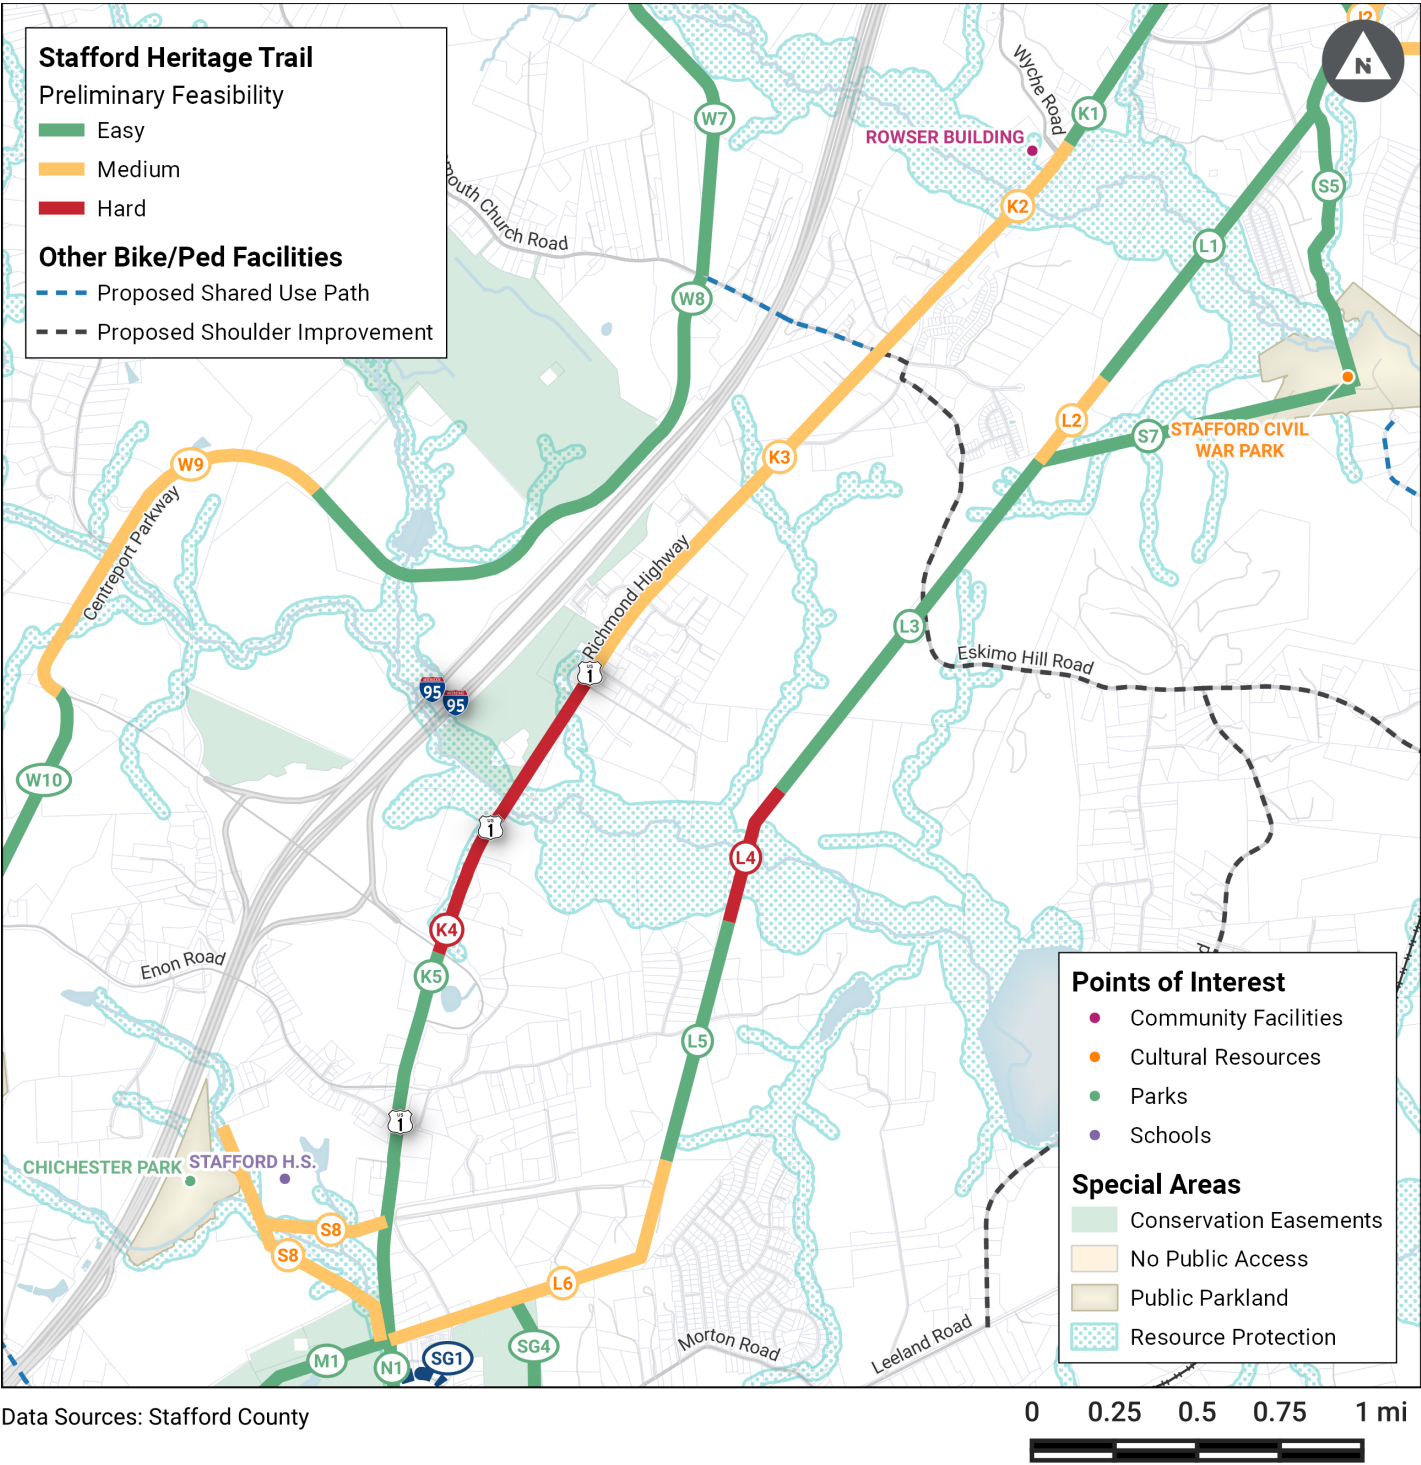 Stafford Heritage Trail
Preliminary Feasibility
Easy
Medium
Hard
Other Bike/Ped Facilities
Proposed Shared Use Path
Proposed Shoulder Improvement
mouth Church Road
W7
W8
W9
W10
Centreport Parkway
Wyche Road
ROWSER BUILDING
K1
K2
K3
J2
N
S5
L1
L2
S7
STAFFORD CIVIL
WAR PARK
Richmond Highway
US
1
95
95
US
1
L3
Eskimo Hill Road
L4
K4
K5
L5
Enon Road
US
1
CHICHESTER PARK
STAFFORD H.S.
S8
S8
L6
M1
N1
SG1
SG4
Morton Road
Leeland Road
d
Points of Interest
Community Facilities
Cultural Resources
Parks
Schools
Special Areas
Conservation Easements
No Public Access
Public Parkland
Resource Protection
Data Sources: Stafford County
0 0.25 0.5 0.75 1 mi